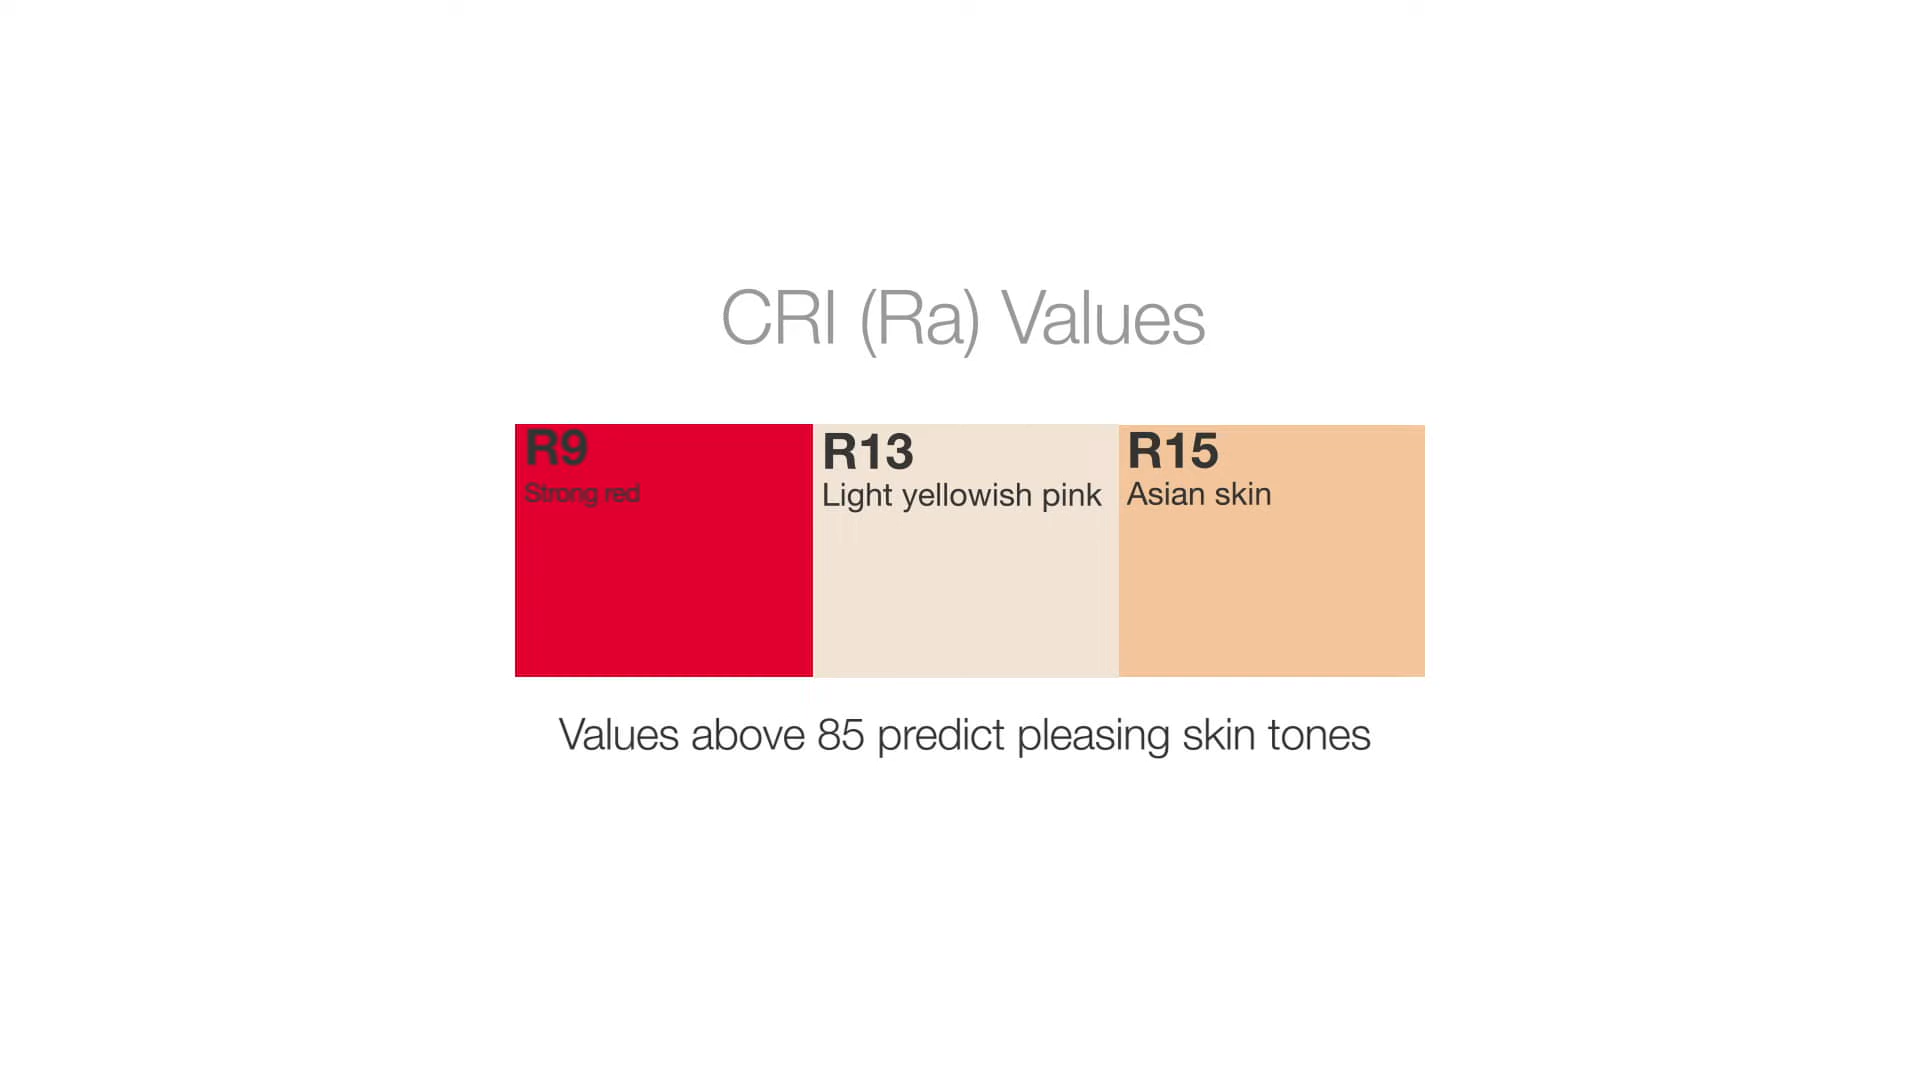 CRI (Ra) Values
R9
Strong red
R13
Light yellowish pink
R15
Asian skin
Values above 85 predict pleasing skin tones